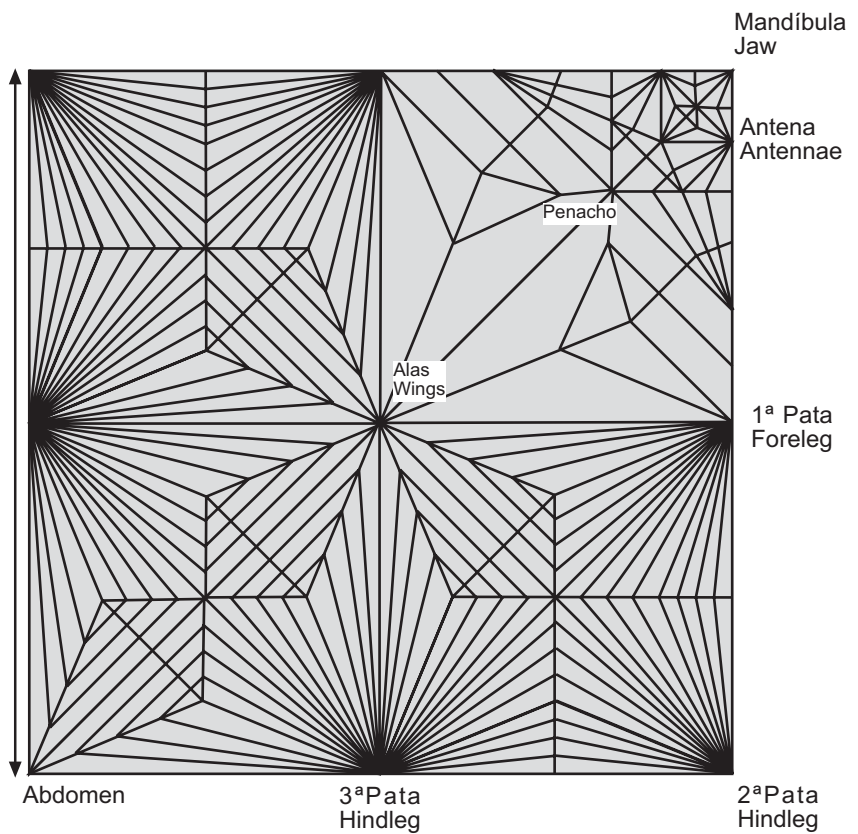 Mandíbula
Jaw
Antena
Antennae
Penacho
Alas
Wings
1ª Pata
Foreleg
Abdomen
3ªPata
Hindleg
2ªPata
Hindleg